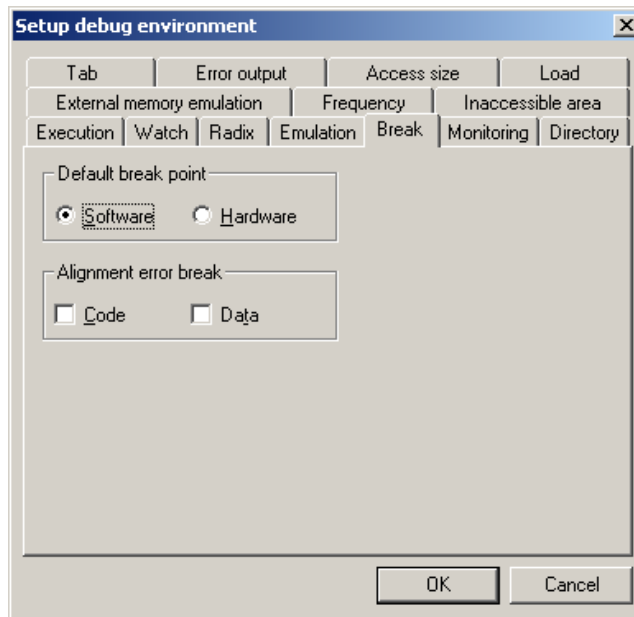 Setup debug environment
Tab Error output Access size Load
External memory emulation Frequency Inaccessible area
Execution Watch Radix Emulation Break Monitoring Directory
Default break point
Software Hardware
Alignment error break
Code Data
OK Cancel